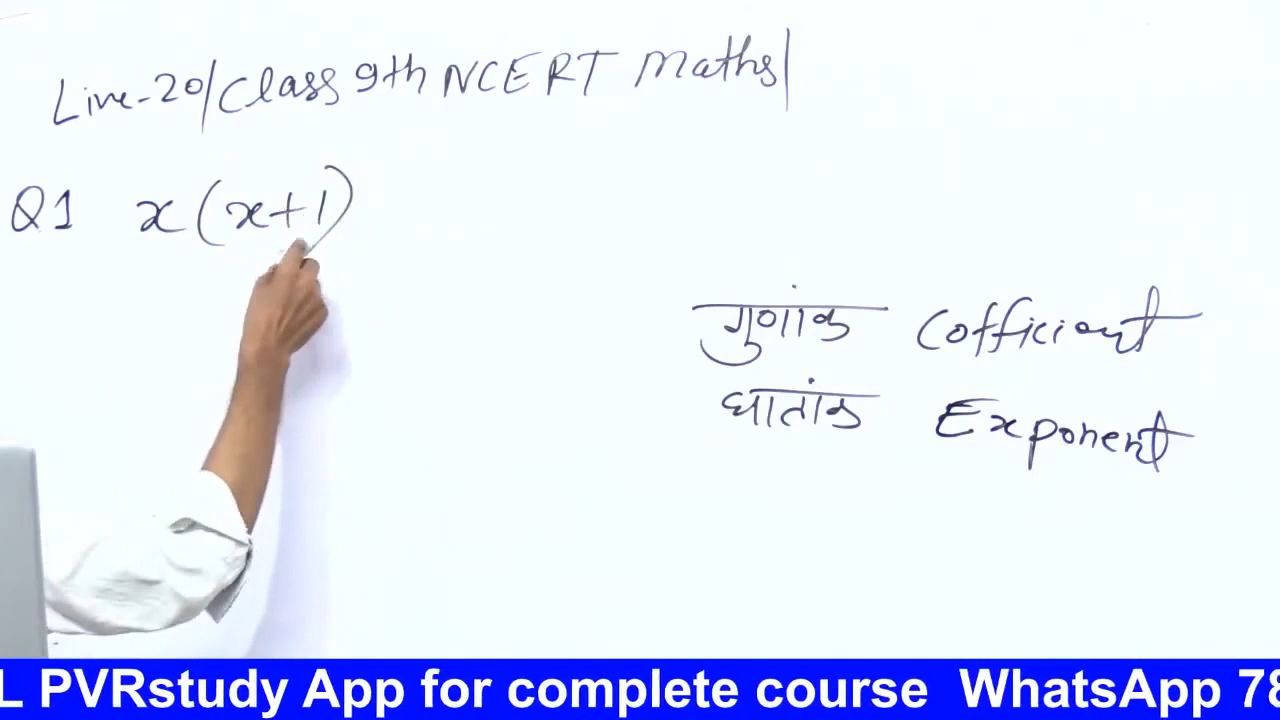 Live-20/Class 9th NCERT Maths/
Q1 x(x+1)
गुणांक Cofficient
घातांक Exponent
L PVRstudy App for complete course WhatsApp 78